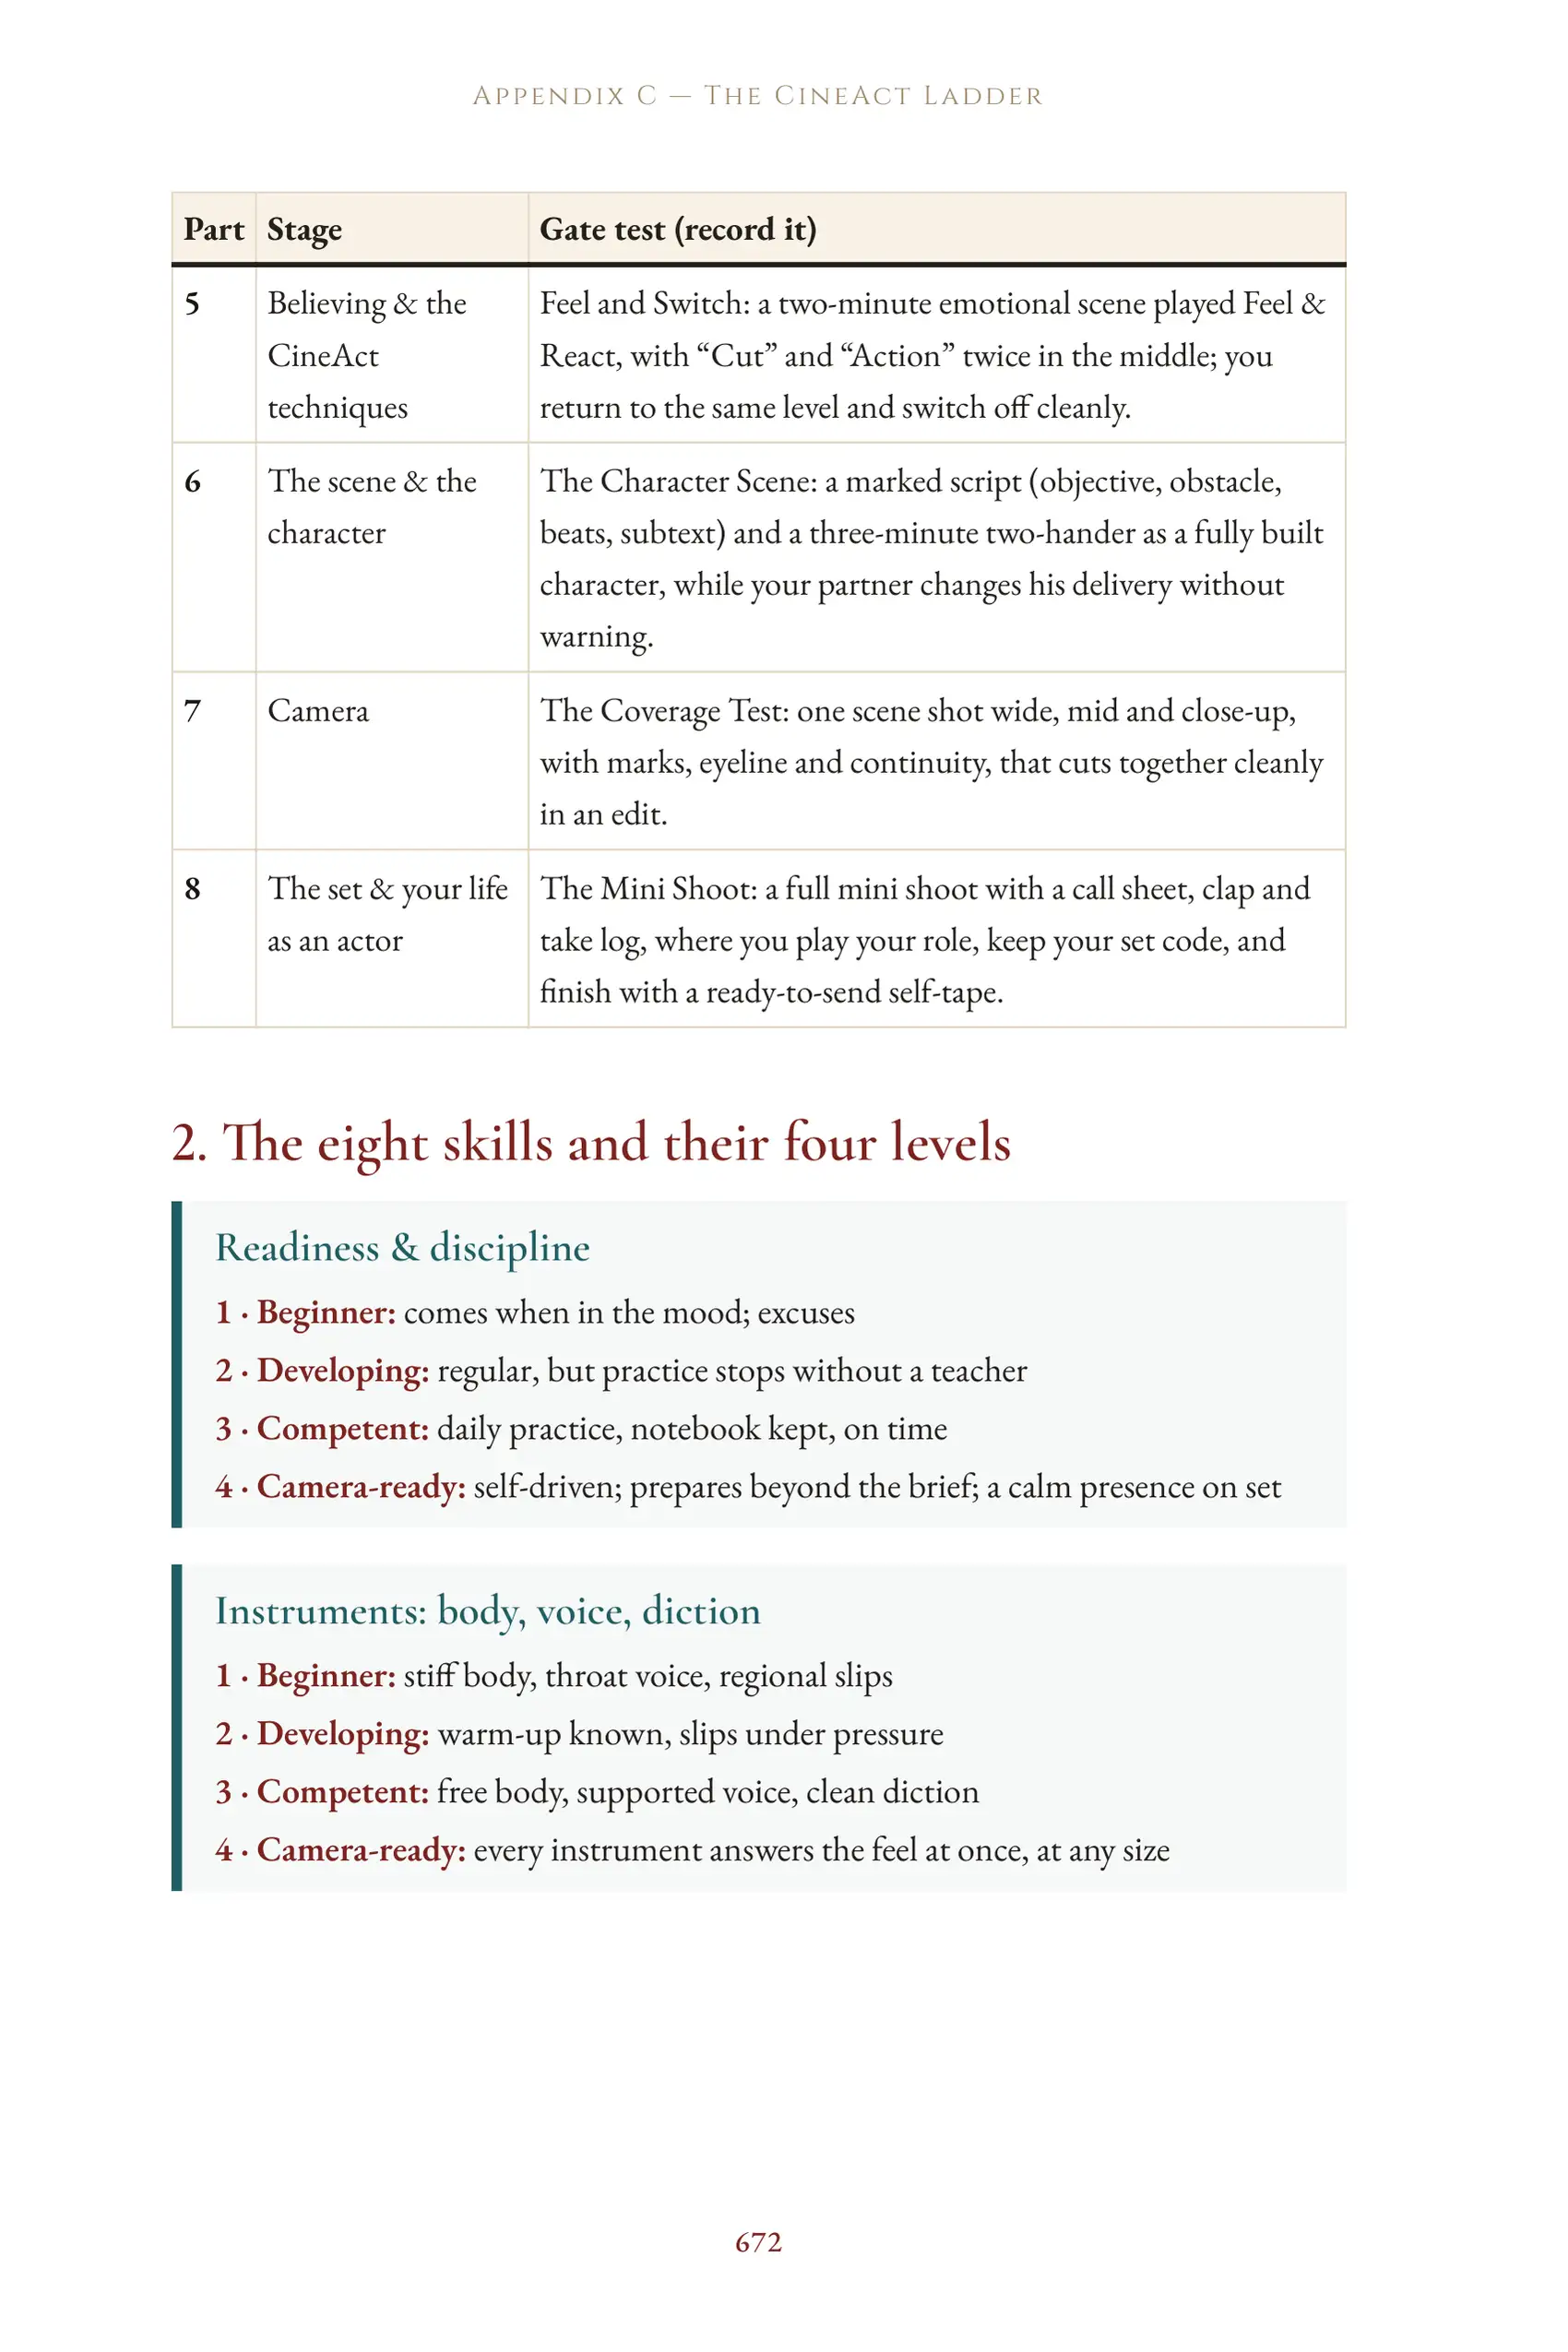 APPENDIX C — THE CINEACT LADDER
Part Stage Gate test (record it)
5 Believing & the CineAct techniques
Feel and Switch: a two-minute emotional scene played Feel &
React, with “Cut” and “Action” twice in the middle; you
return to the same level and switch off cleanly.
6 The scene & the character
The Character Scene: a marked script (objective, obstacle,
beats, subtext) and a three-minute two-hander as a fully built
character, while your partner changes his delivery without
warning.
7 Camera
The Coverage Test: one scene shot wide, mid and close-up,
with marks, eyeline and continuity, that cuts together cleanly
in an edit.
8 The set & your life as an actor
The Mini Shoot: a full mini shoot with a call sheet, clap and
take log, where you play your role, keep your set code, and
finish with a ready-to-send self-tape.
2. The eight skills and their four levels
Readiness & discipline
1 · Beginner: comes when in the mood; excuses
2 · Developing: regular, but practice stops without a teacher
3 · Competent: daily practice, notebook kept, on time
4 · Camera-ready: self-driven; prepares beyond the brief; a calm presence on set
Instruments: body, voice, diction
1 · Beginner: stiff body, throat voice, regional slips
2 · Developing: warm-up known, slips under pressure
3 · Competent: free body, supported voice, clean diction
4 · Camera-ready: every instrument answers the feel at once, at any size
672